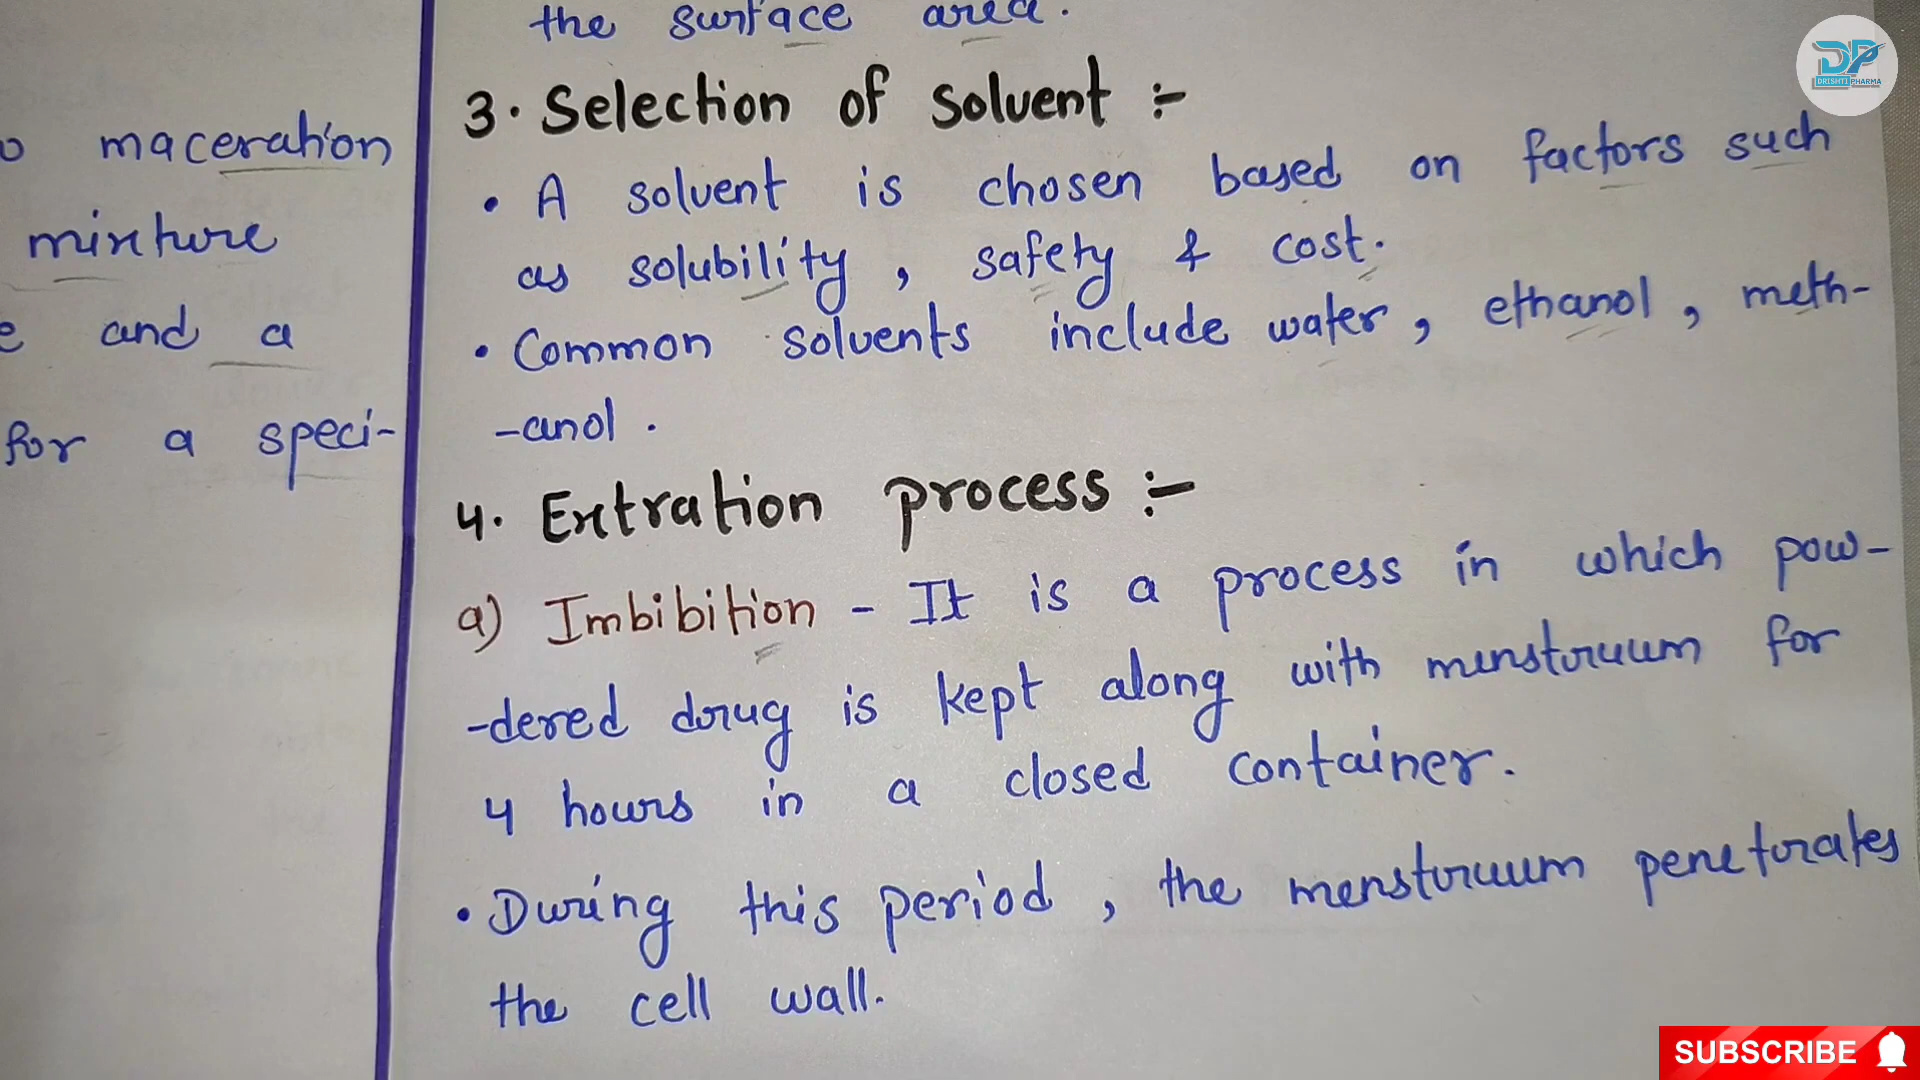 maceration
mixture
and a
for a speci-
the surface area.
3. Selection of solvent :-
• A solvent is chosen based on factors such
as solubility, safety & cost.
• Common solvents include water, ethanol, meth-
-anol.
4. Extration process :-
a) Imbibition - It is a process in which pow-
-dered drug is kept along with menstruum for
4 hours in a closed container.
• During this period, the menstruum penetrates
the cell wall.
DP
DRISHTI PHARMA
SUBSCRIBE